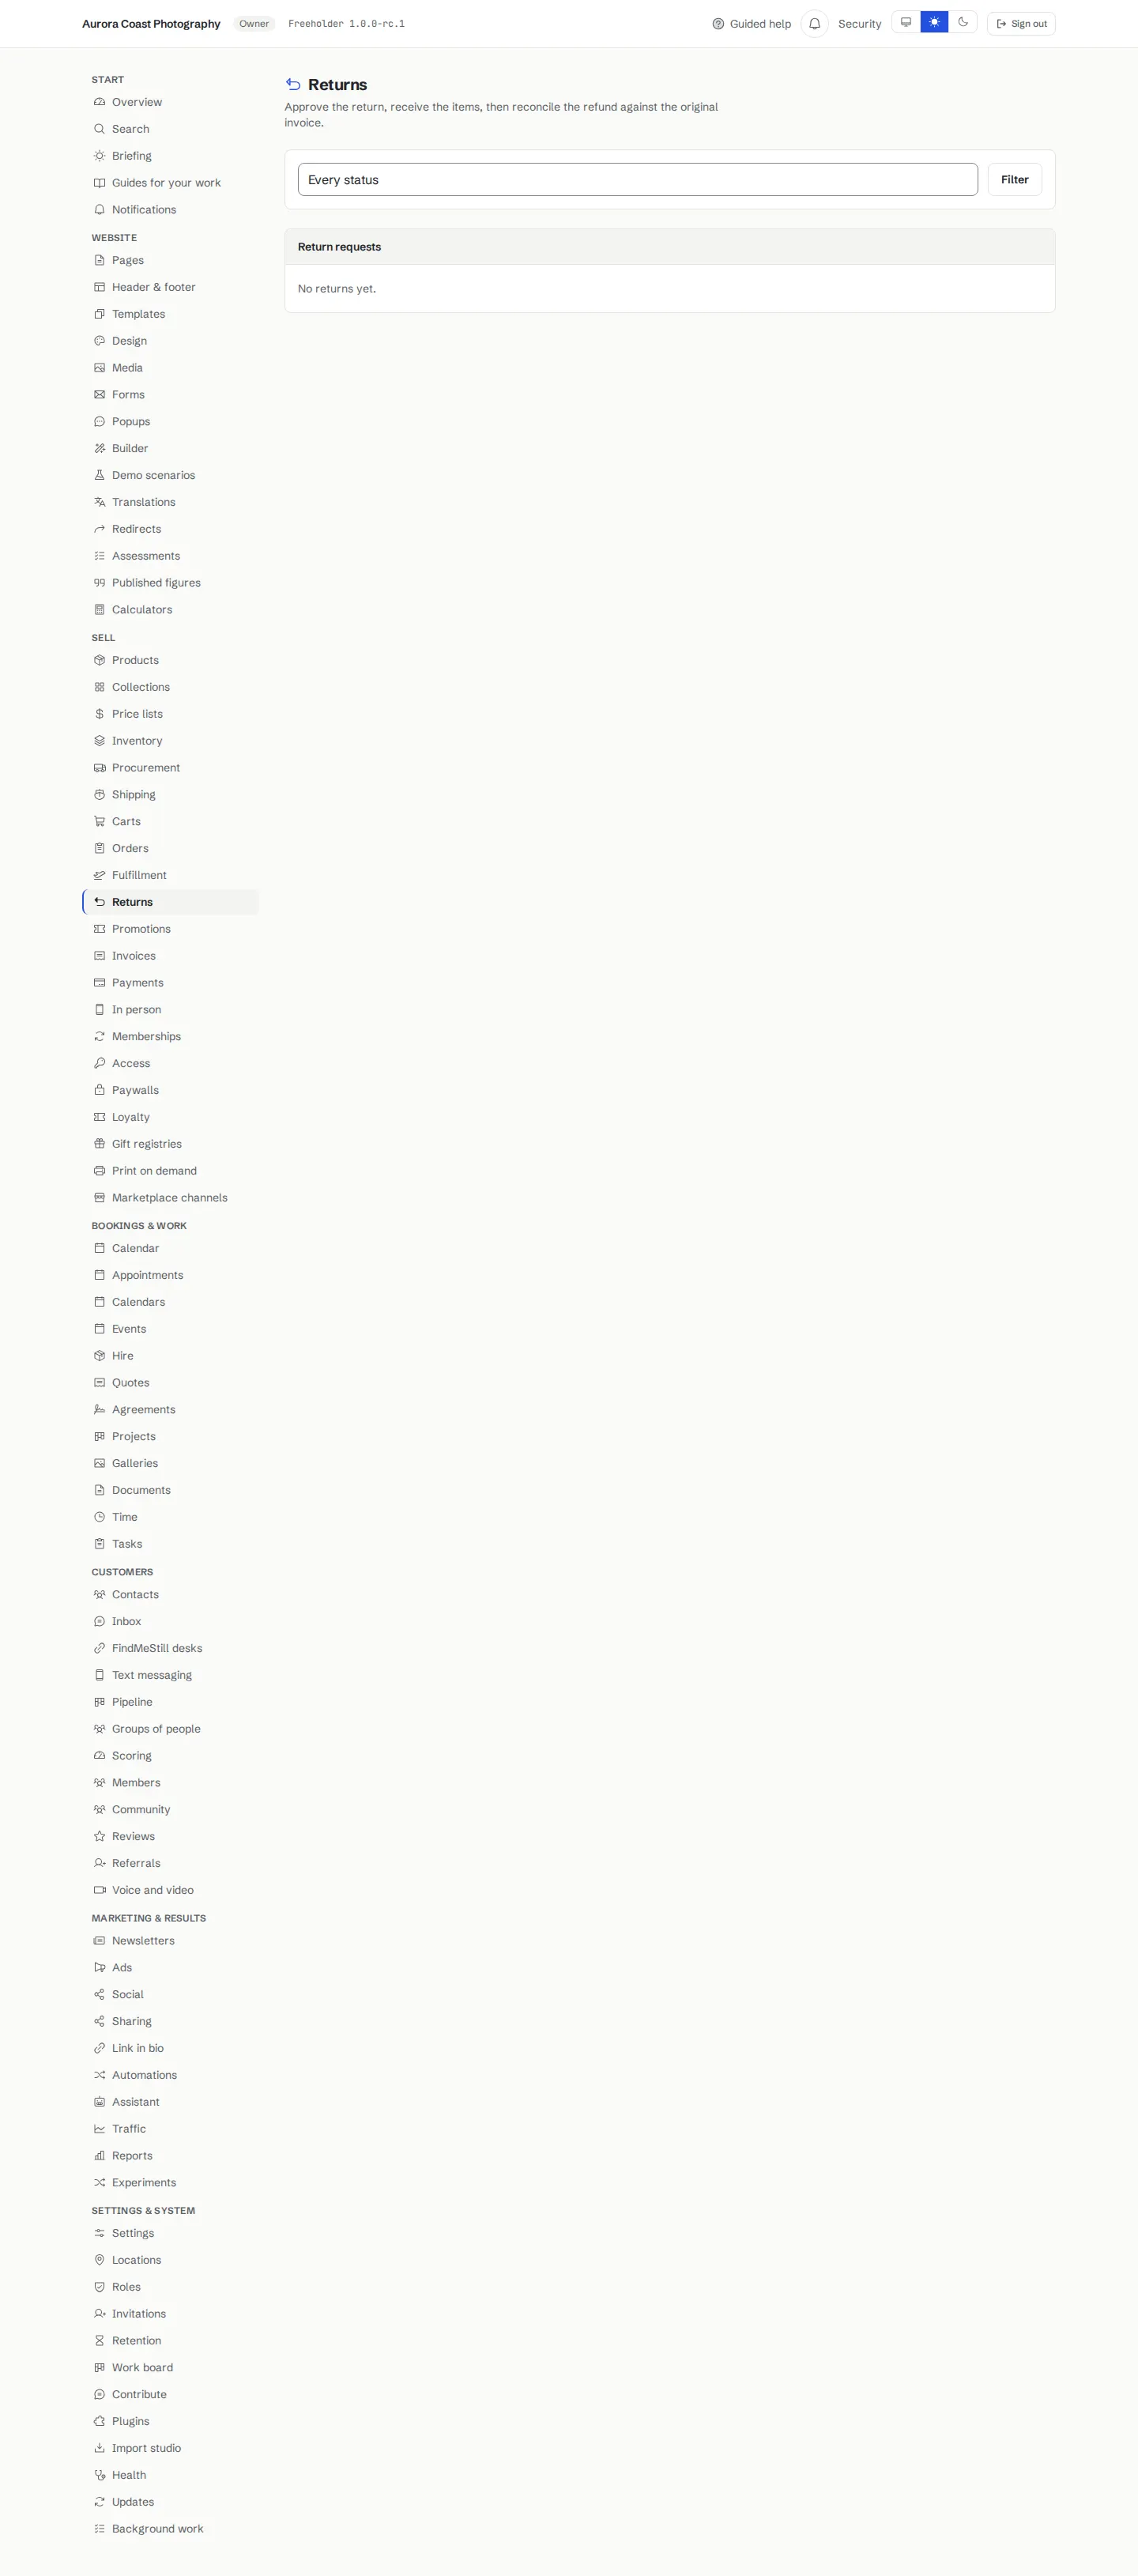 Aurora Coast Photography
Owner
Freeholder 1.0.0-rc.1
Guided help
Security
Sign out
START
Overview
Search
Briefing
Guides for your work
Notifications
WEBSITE
Pages
Header & footer
Templates
Design
Media
Forms
Popups
Builder
Demo scenarios
Translations
Redirects
Assessments
Published figures
Calculators
SELL
Products
Collections
Price lists
Inventory
Procurement
Shipping
Carts
Orders
Fulfillment
Returns
Promotions
Invoices
Payments
In person
Memberships
Access
Paywalls
Loyalty
Gift registries
Print on demand
Marketplace channels
BOOKINGS & WORK
Calendar
Appointments
Calendars
Events
Hire
Quotes
Agreements
Projects
Galleries
Documents
Time
Tasks
CUSTOMERS
Contacts
Inbox
FindMeStill desks
Text messaging
Pipeline
Groups of people
Scoring
Members
Community
Reviews
Referrals
Voice and video
MARKETING & RESULTS
Newsletters
Ads
Social
Sharing
Link in bio
Automations
Assistant
Traffic
Reports
Experiments
SETTINGS & SYSTEM
Settings
Locations
Roles
Invitations
Retention
Work board
Contribute
Plugins
Import studio
Health
Updates
Background work
Returns
Approve the return, receive the items, then reconcile the refund against the original
invoice.
Every status
Filter
Return requests
No returns yet.